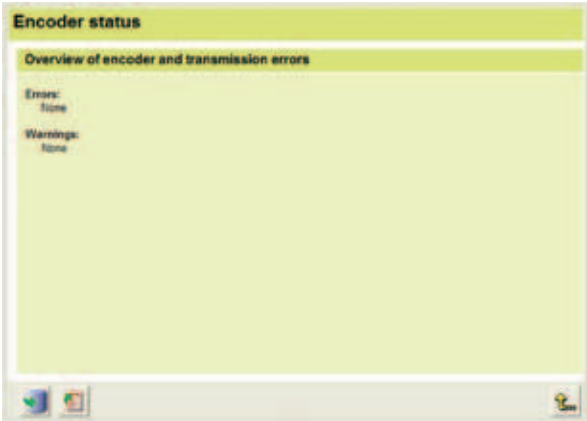 Encoder status
Overview of encoder and transmission errors
Errors:
None
Warnings:
None